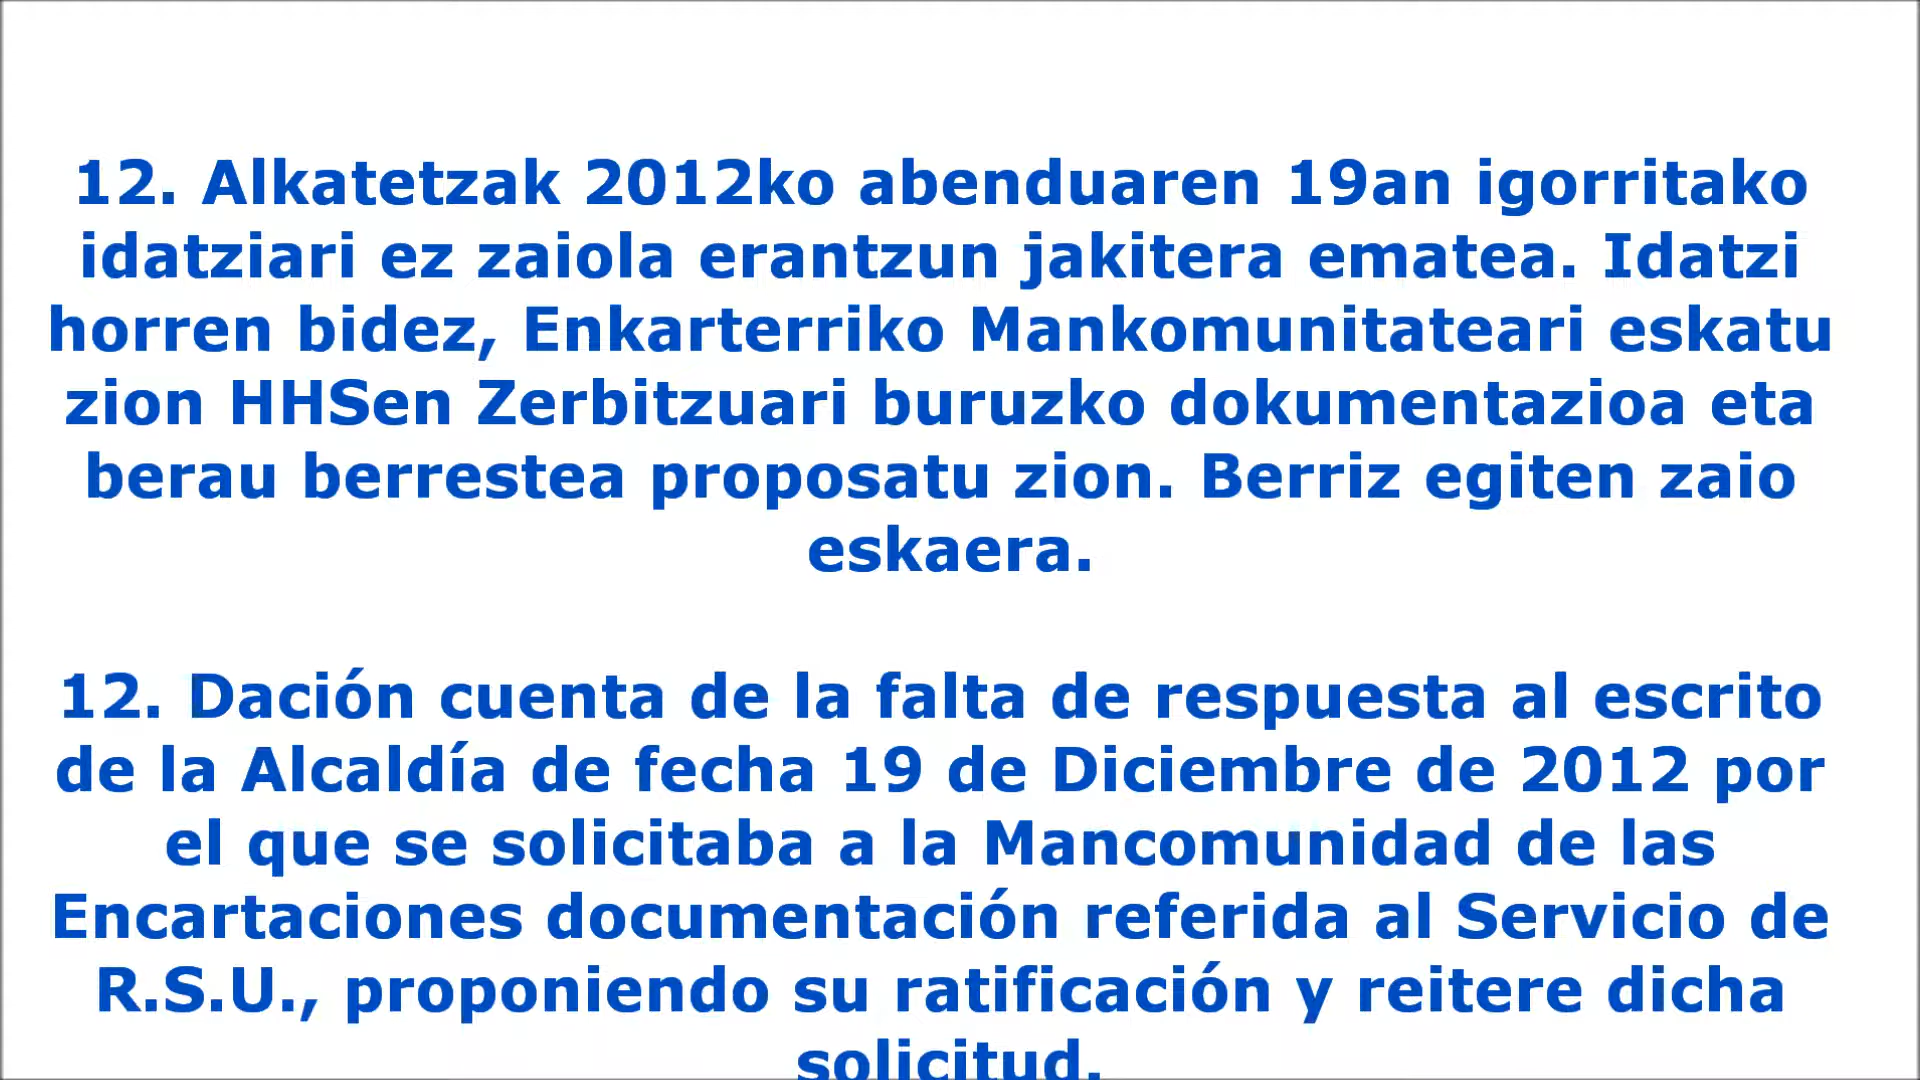 12. Alkatetzak 2012ko abenduaren 19an igorritako
idatziari ez zaiola erantzun jakitera ematea. Idatzi
horren bidez, Enkarterriko Mankomunitateari eskatu
zion HHSen Zerbitzuari buruzko dokumentazioa eta
berau berrestea proposatu zion. Berriz egiten zaio
eskaera.
12. Dación cuenta de la falta de respuesta al escrito
de la Alcaldía de fecha 19 de Diciembre de 2012 por
el que se solicitaba a la Mancomunidad de las
Encartaciones documentación referida al Servicio de
R.S.U., proponiendo su ratificación y reitere dicha
solicitud.